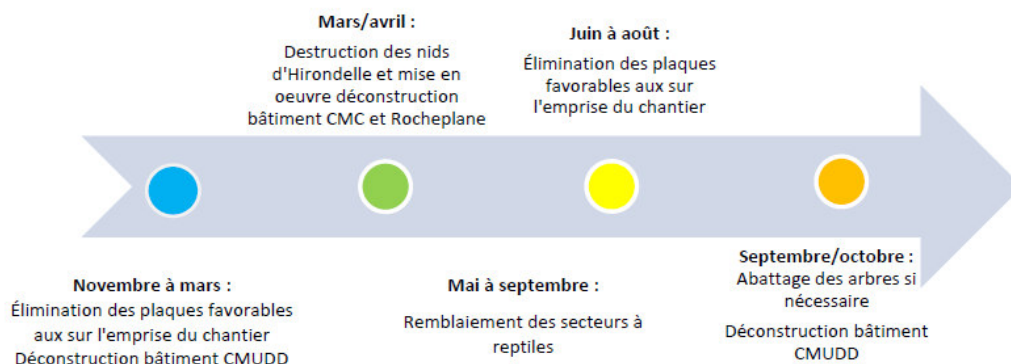 Mars/avril :
Destruction des nids
d'Hirondelle et mise en
oeuvre déconstruction
bâtiment CMC et Rocheplane
Juin à août :
Élimination des plaques
favorables aux sur
l'emprise du chantier
Novembre à mars :
Élimination des plaques favorables
aux sur l'emprise du chantier
Déconstruction bâtiment CMUDD
Mai à septembre :
Remblaiement des secteurs à
reptiles
Septembre/octobre :
Abattage des arbres si
nécessaire
Déconstruction bâtiment
CMUDD